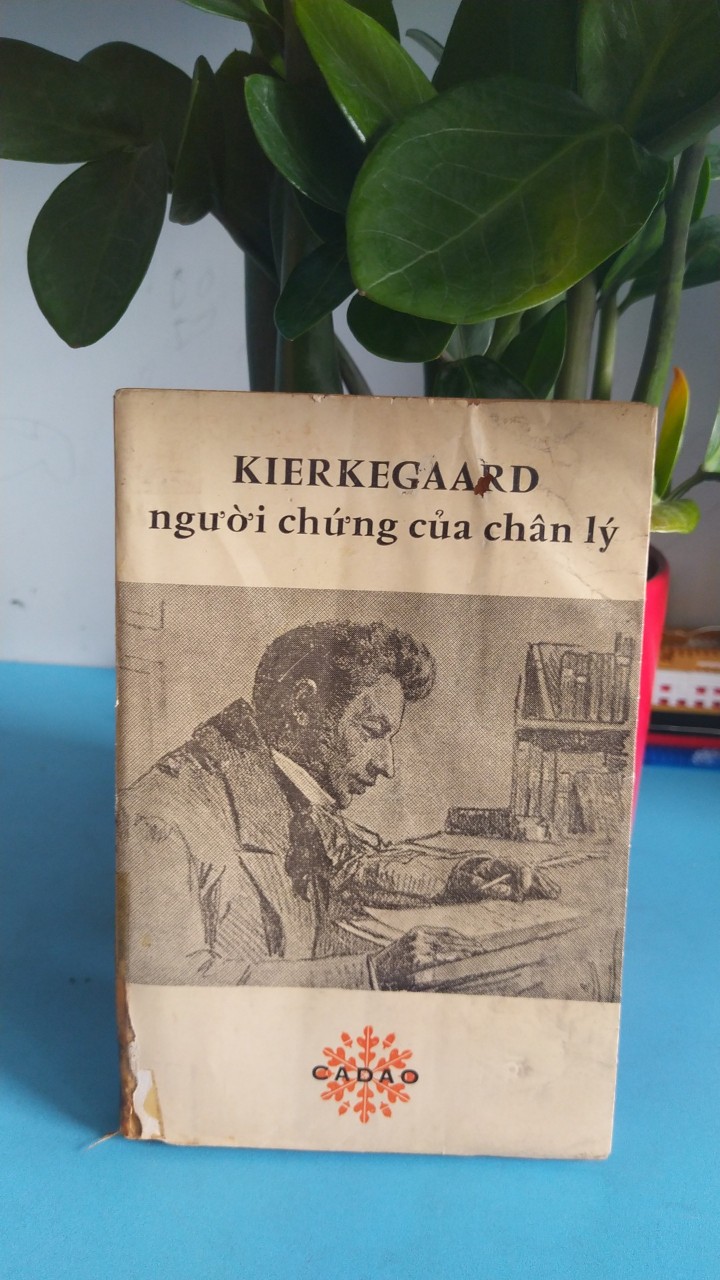 KIERKEGAARD
người chứng của chân lý
CADAO